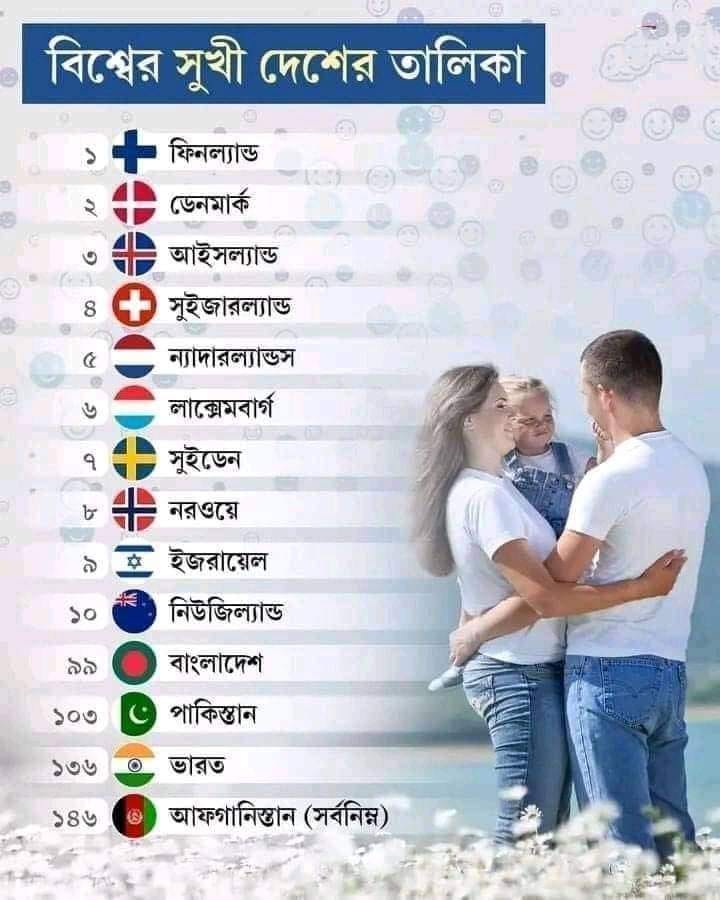 বিশ্বের সুখী দেশের তালিকা
১ ফিনল্যান্ড
২ ডেনমার্ক
৩ আইসল্যান্ড
৪ সুইজারল্যান্ড
৫ ন্যাদারল্যান্ডস
৬ লাক্সেমবার্গ
৭ সুইডেন
৮ নরওয়ে
৯ ইজরায়েল
১০ নিউজিল্যান্ড
৯৯ বাংলাদেশ
১০৩ পাকিস্তান
১৩৬ ভারত
১৪৬ আফগানিস্তান (সর্বনিম্ন)